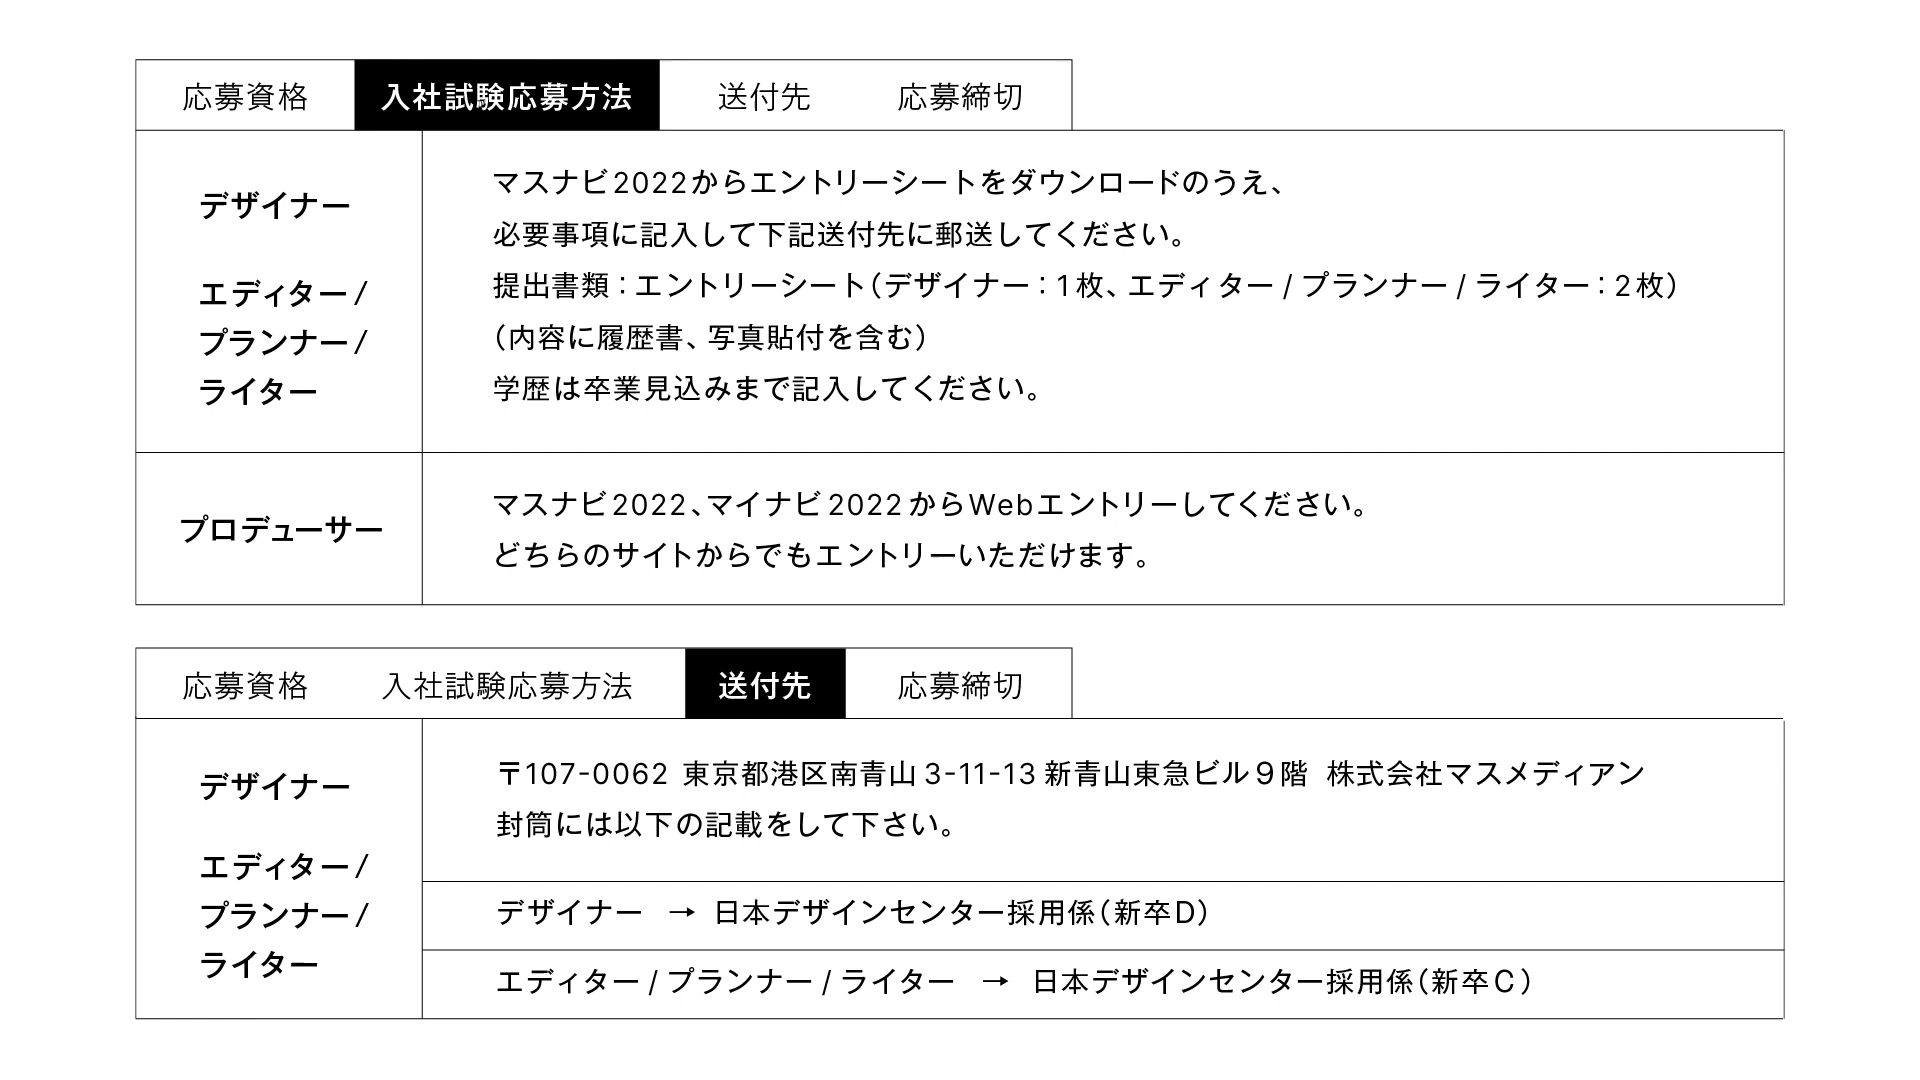 応募資格 入社試験応募方法 送付先 応募締切
デザイナー
エディター/
プランナー/
ライター
マスナビ2022からエントリーシートをダウンロードのうえ、
必要事項に記入して下記送付先に郵送してください。
提出書類：エントリーシート（デザイナー：1枚、エディター/プランナー/ライター：2枚）
（内容に履歴書、写真貼付を含む）
学歴は卒業見込みまで記入してください。
プロデューサー
マスナビ2022、マイナビ2022からWebエントリーしてください。
どちらのサイトからでもエントリーいただけます。
応募資格 入社試験応募方法 送付先 応募締切
デザイナー
エディター/
プランナー/
ライター
〒107-0062 東京都港区南青山3-11-13新青山東急ビル9階 株式会社マスメディアン
封筒には以下の記載をして下さい。
デザイナー → 日本デザインセンター採用係（新卒D）
エディター/プランナー/ライター → 日本デザインセンター採用係（新卒C）